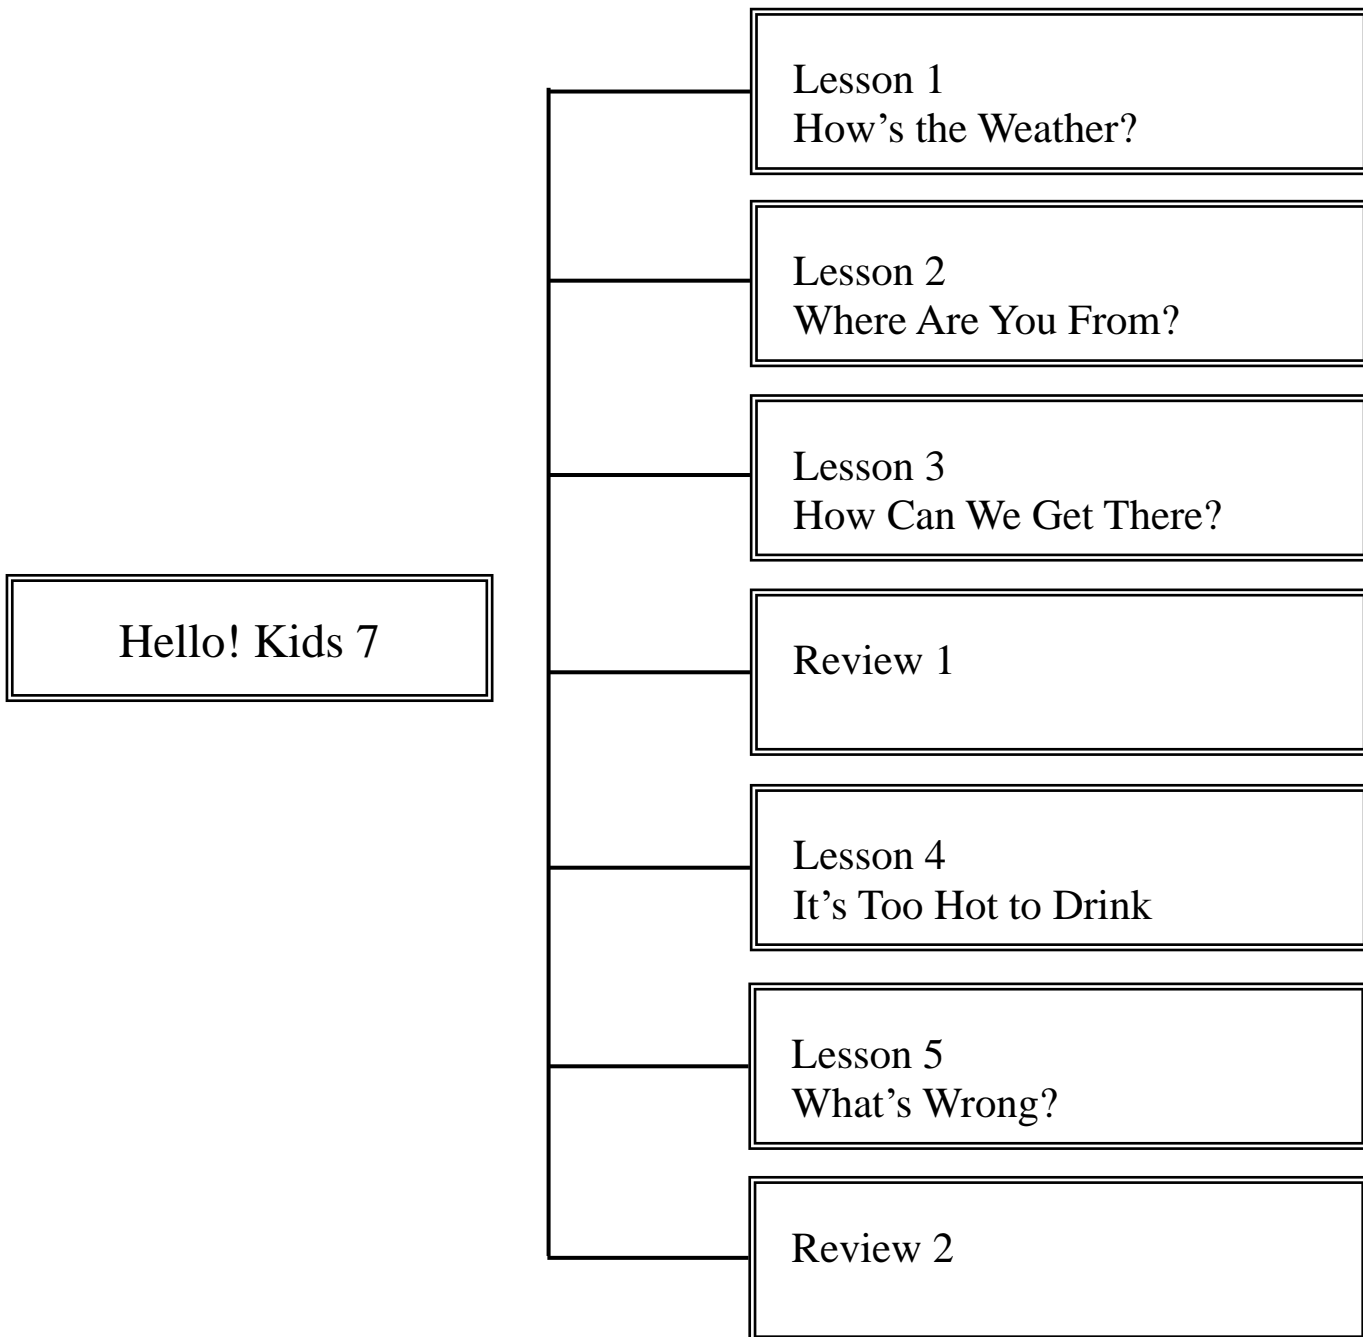 Hello! Kids 7
Lesson 1
How’s the Weather?
Lesson 2
Where Are You From?
Lesson 3
How Can We Get There?
Review 1
Lesson 4
It’s Too Hot to Drink
Lesson 5
What’s Wrong?
Review 2